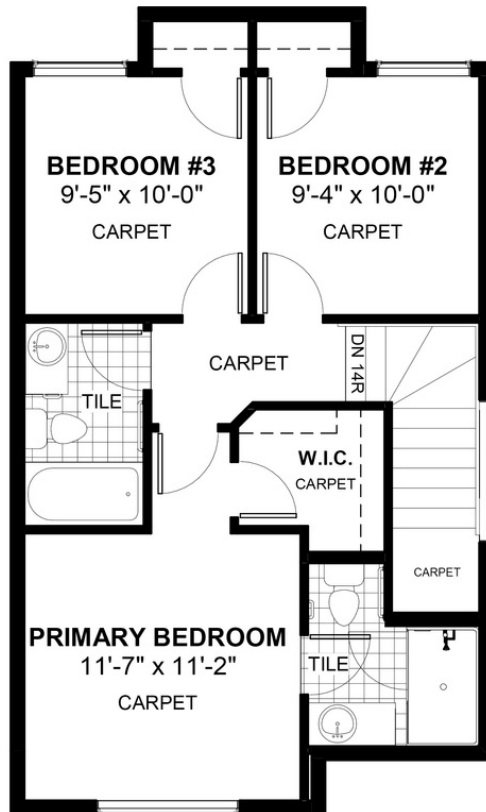 BEDROOM #3
9'-5" x 10'-0"
CARPET
BEDROOM #2
9'-4" x 10'-0"
CARPET
CARPET
DN 14R
TILE
W.I.C.
CARPET
CARPET
PRIMARY BEDROOM
11'-7" x 11'-2"
CARPET
TILE